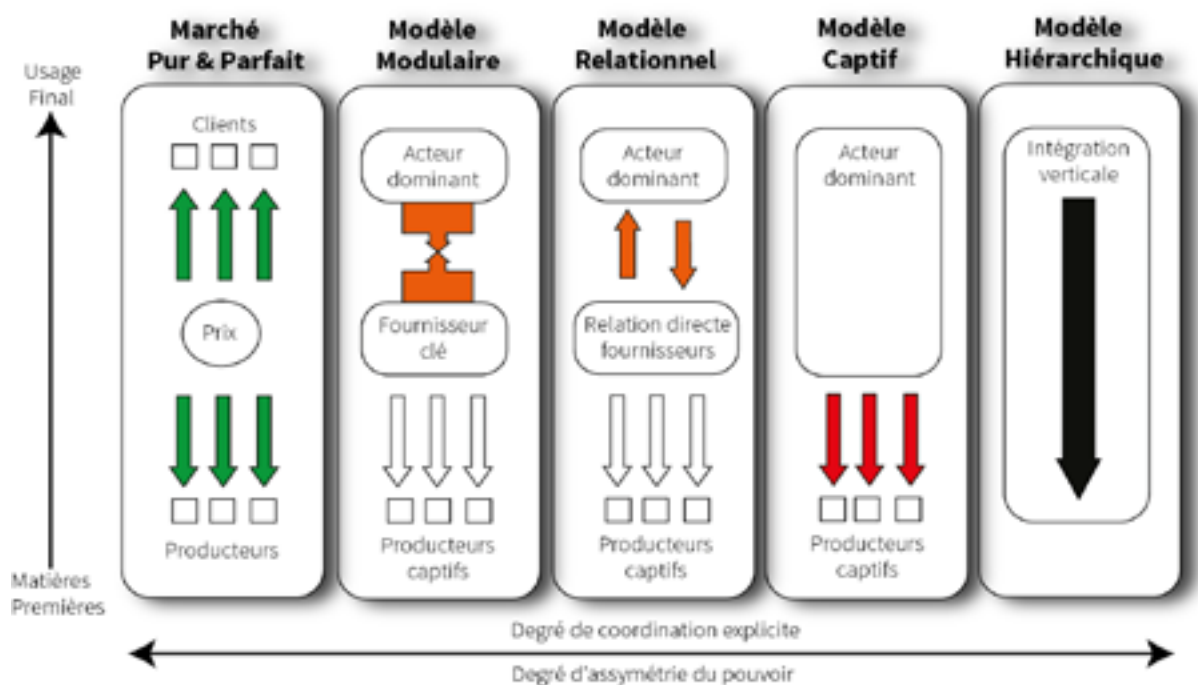 Marché
Pur & Parfait
Modèle
Modulaire
Modèle
Relationnel
Modèle
Captif
Modèle
Hiérarchique
Usage
Final
Matières
Premières
Clients
Prix
Producteurs
Acteur
dominant
Fournisseur
clé
Producteurs
captifs
Acteur
dominant
Relation directe
fournisseurs
Producteurs
captifs
Acteur
dominant
Producteurs
captifs
Intégration
verticale
Degré de coordination explicite
Degré d'assymétrie du pouvoir